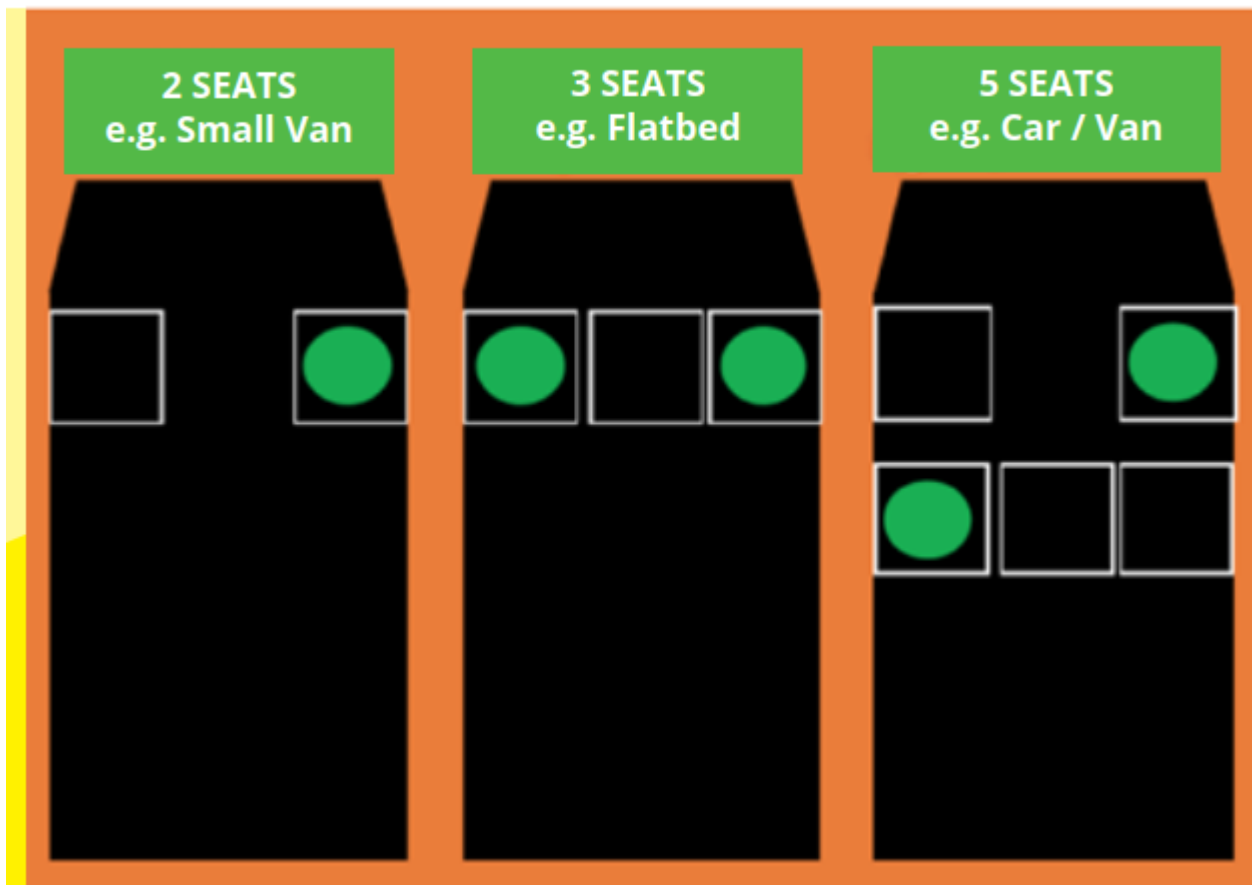 2 SEATS
e.g. Small Van
3 SEATS
e.g. Flatbed
5 SEATS
e.g. Car / Van